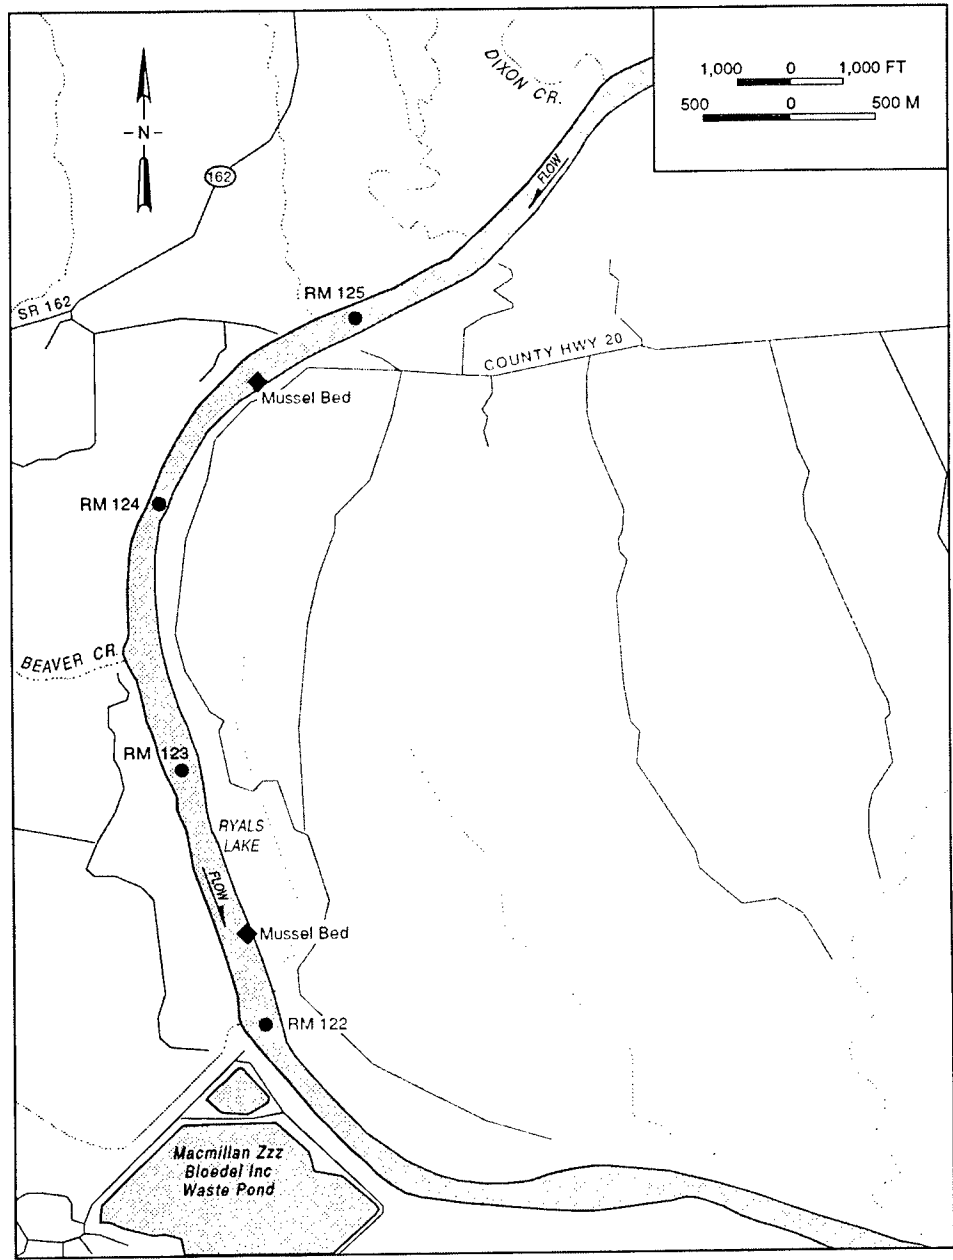 DIXON CR.
1,000 0 1,000 FT
500 0 500 M
-N-
162
FLOW
SR 162
RM 125
COUNTY HWY 20
Mussel Bed
RM 124
BEAVER CR.
RM 123
RYALS
LAKE
FLOW
Mussel Bed
RM 122
Macmillan Zzz
Bloedel Inc
Waste Pond